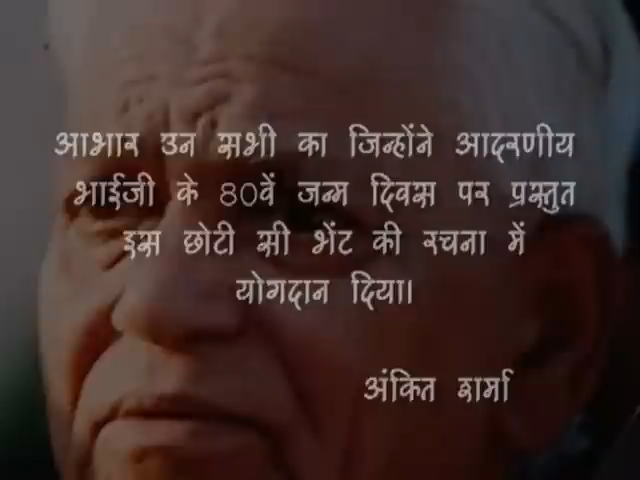 आभार उन सभी का जिन्होंने आदरणीय
भाईजी के 80वें जन्म दिवस पर प्रस्तुत
इस छोटी सी भेंट की रचना में
योगदान दिया।
अंकित शर्मा